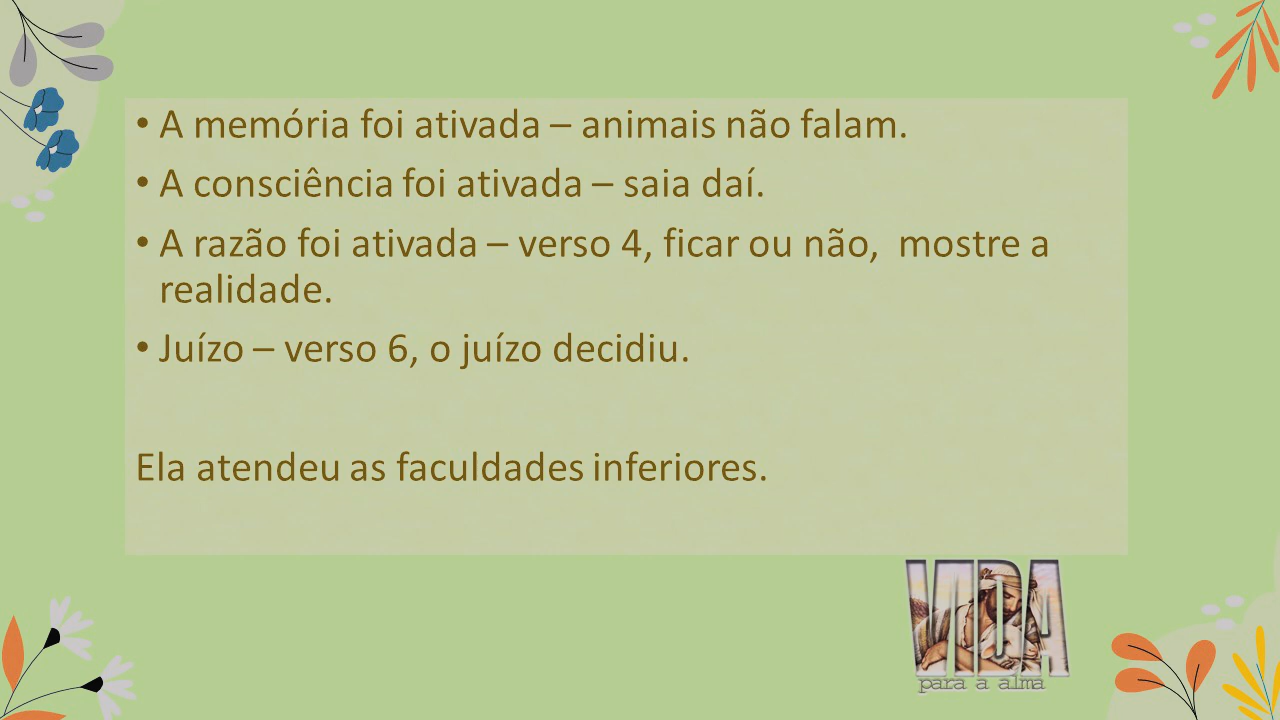 • A memória foi ativada – animais não falam.
• A consciência foi ativada – saia daí.
• A razão foi ativada – verso 4, ficar ou não,  mostre a
realidade.
• Juízo – verso 6, o juízo decidiu.
Ela atendeu as faculdades inferiores.
VIDA
para a alma